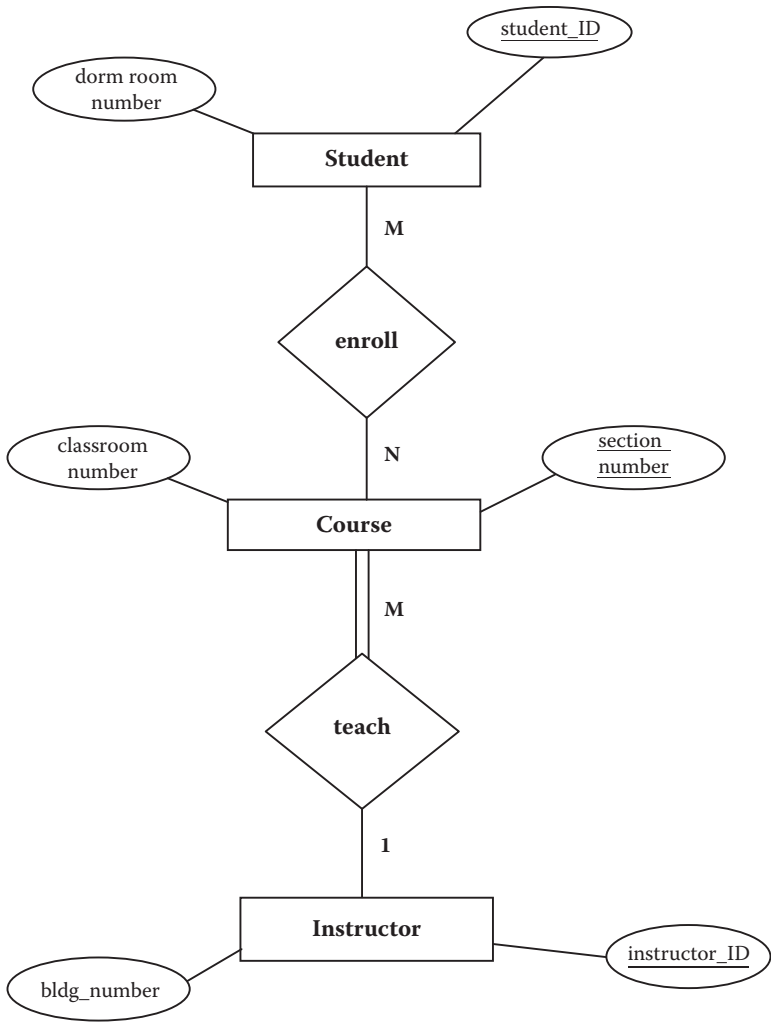 student_ID
dorm room
number
Student
M
enroll
N
classroom
number
section
number
Course
M
teach
1
Instructor
instructor_ID
bldg_number